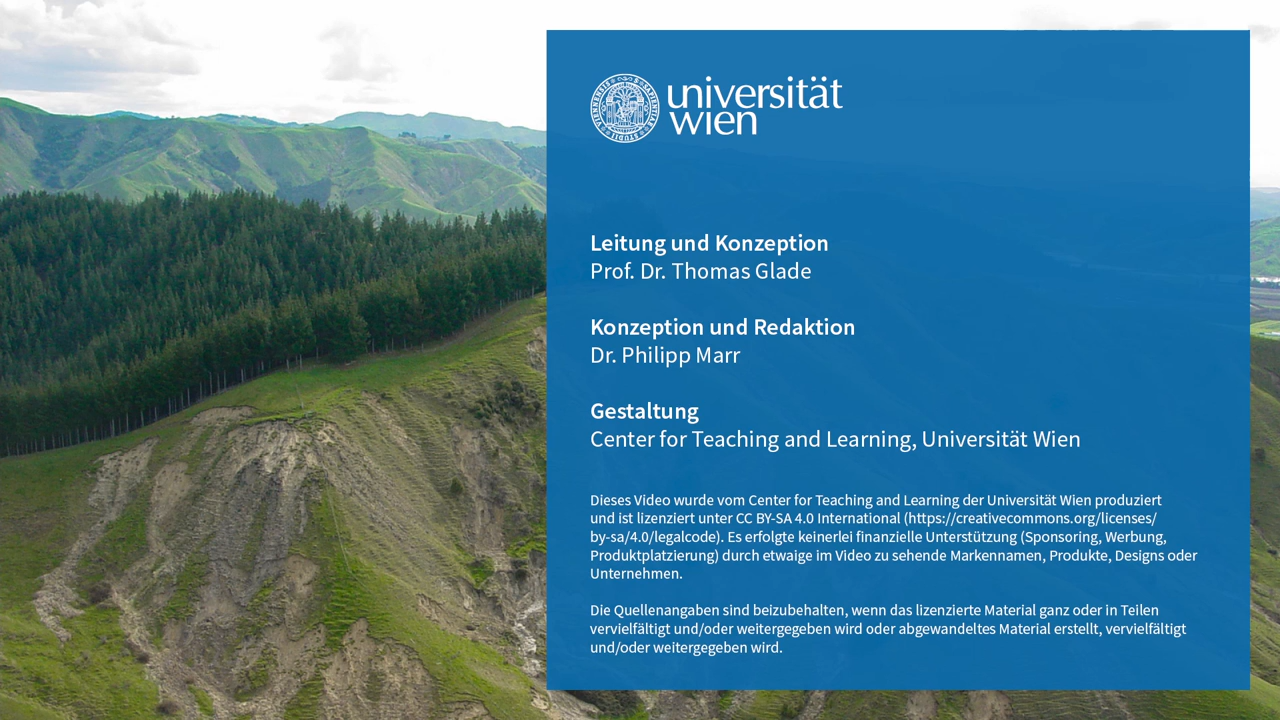 universität
wien
Leitung und Konzeption
Prof. Dr. Thomas Glade
Konzeption und Redaktion
Dr. Philipp Marr
Gestaltung
Center for Teaching and Learning, Universität Wien
Dieses Video wurde vom Center for Teaching and Learning der Universität Wien produziert
und ist lizenziert unter CC BY-SA 4.0 International (https://creativecommons.org/licenses/
by-sa/4.0/legalcode). Es erfolgte keinerlei finanzielle Unterstützung (Sponsoring, Werbung,
Produktplatzierung) durch etwaige im Video zu sehende Markennamen, Produkte, Designs oder
Unternehmen.
Die Quellenangaben sind beizubehalten, wenn das lizenzierte Material ganz oder in Teilen
vervielfältigt und/oder weitergegeben wird oder abgewandeltes Material erstellt, vervielfältigt
und/oder weitergegeben wird.